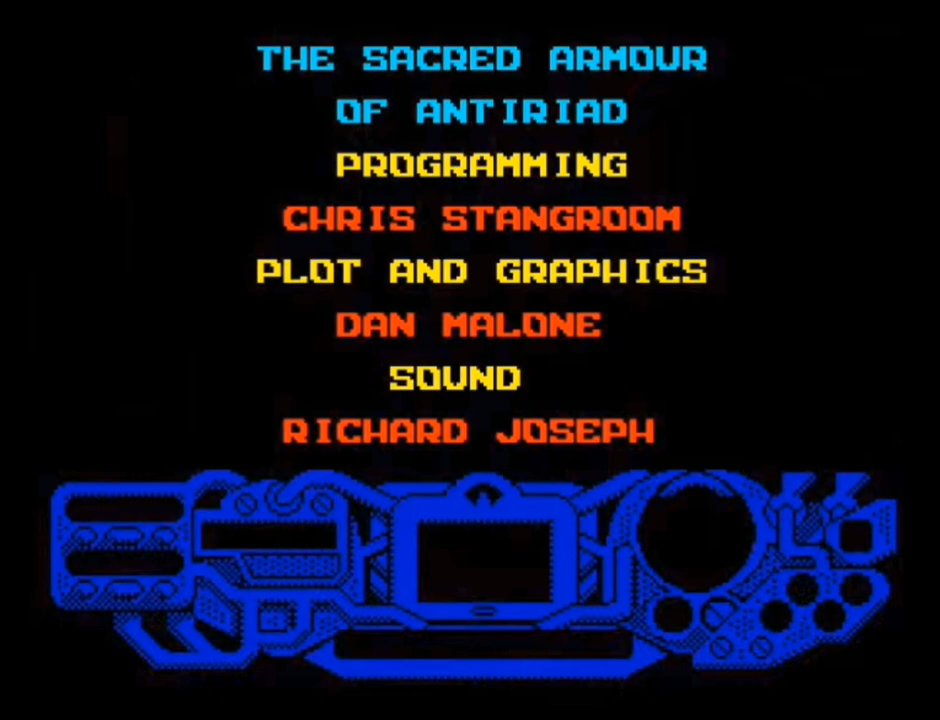 THE SACRED ARMOUR
OF ANTIRIAD
PROGRAMMING
CHRIS STANGROOM
PLOT AND GRAPHICS
DAN MALONE
SOUND
RICHARD JOSEPH